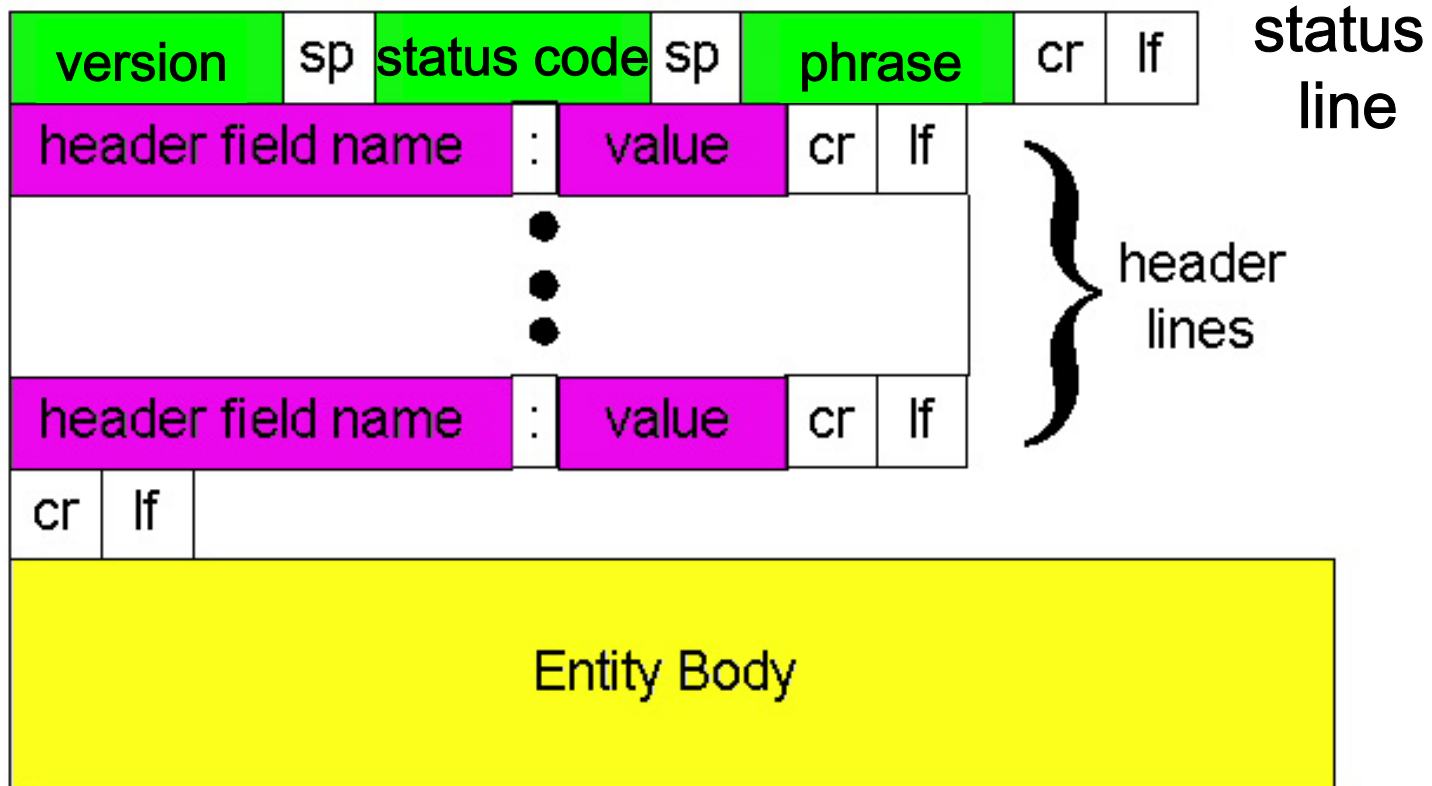 version sp status code sp phrase cr lf
status
line
header field name : value cr lf
header
lines
header field name : value cr lf
cr lf
Entity Body